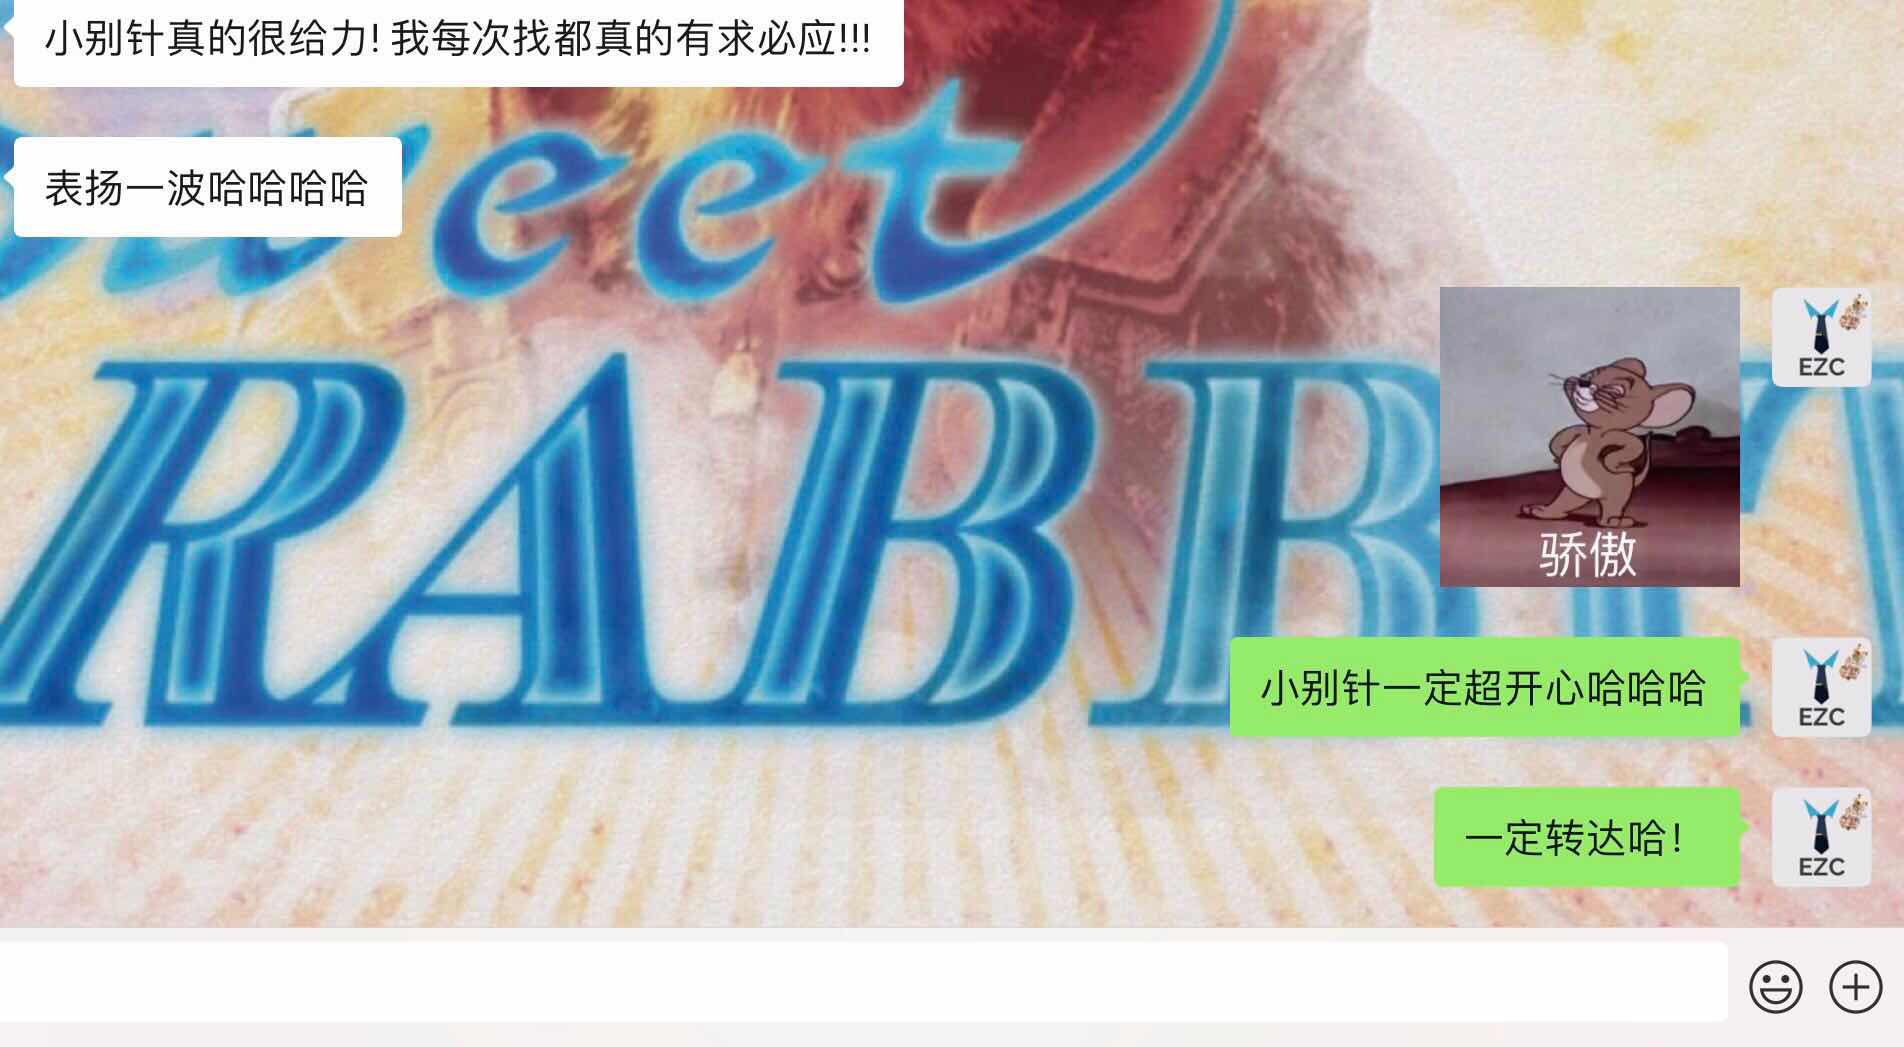 小别针真的很给力! 我每次找都真的有求必应!!!
表扬一波哈哈哈哈
Sweet
RABBIT
骄傲
EZC
小别针一定超开心哈哈哈
EZC
一定转达哈!
EZC